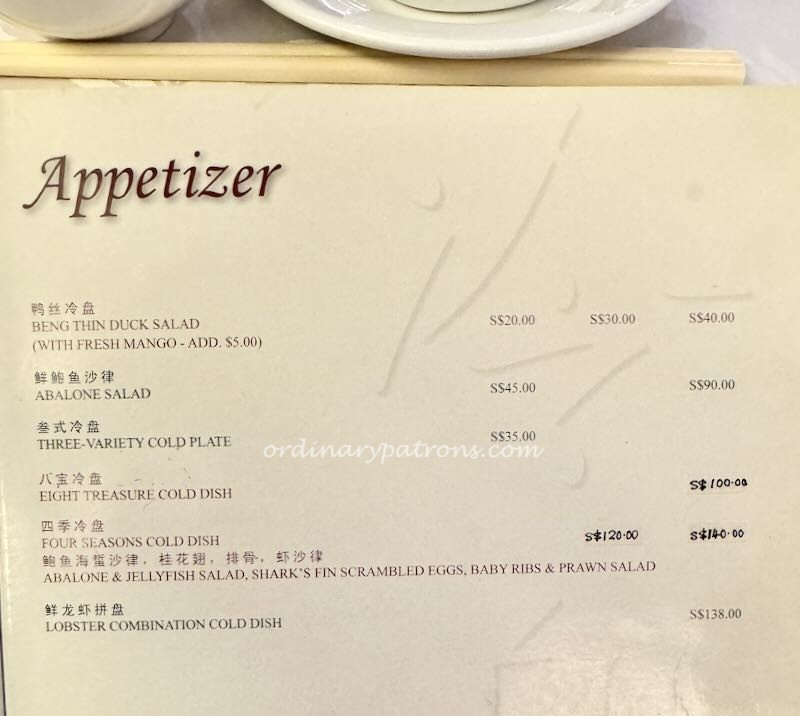 Appetizer
鸭丝冷盘
BENG THIN DUCK SALAD S$20.00 S$30.00 S$40.00
(WITH FRESH MANGO - ADD. $5.00)
鲜鲍鱼沙律
ABALONE SALAD S$45.00 S$90.00
叁式冷盘
THREE-VARIETY COLD PLATE S$35.00
ordinarypatrons.com
八宝冷盘
EIGHT TREASURE COLD DISH S$100.00
四季冷盘
FOUR SEASONS COLD DISH S$120.00 S$140.00
鲍鱼海蜇沙律，桂花翅，排骨，虾沙律
ABALONE & JELLYFISH SALAD, SHARK'S FIN SCRAMBLED EGGS, BABY RIBS & PRAWN SALAD
鲜龙虾拼盘
LOBSTER COMBINATION COLD DISH S$138.00